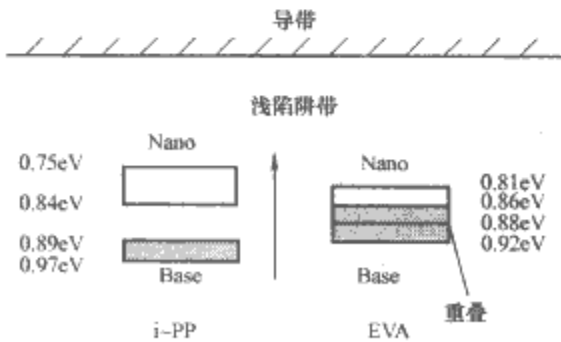 导带
浅陷阱带
Nano
Nano
0.75eV
0.84eV
0.89eV
0.97eV
0.81eV
0.86eV
0.88eV
0.92eV
Base
Base
重叠
i-PP
EVA